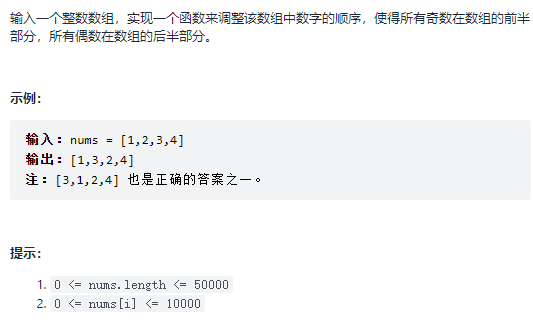 输入一个整数数组，实现一个函数来调整该数组中数字的顺序，使得所有奇数在数组的前半
部分，所有偶数在数组的后半部分。
示例：
输入：nums = [1,2,3,4]
输出：[1,3,2,4]
注：[3,1,2,4] 也是正确的答案之一。
提示：
1. 0 <= nums.length <= 50000
2. 0 <= nums[i] <= 10000